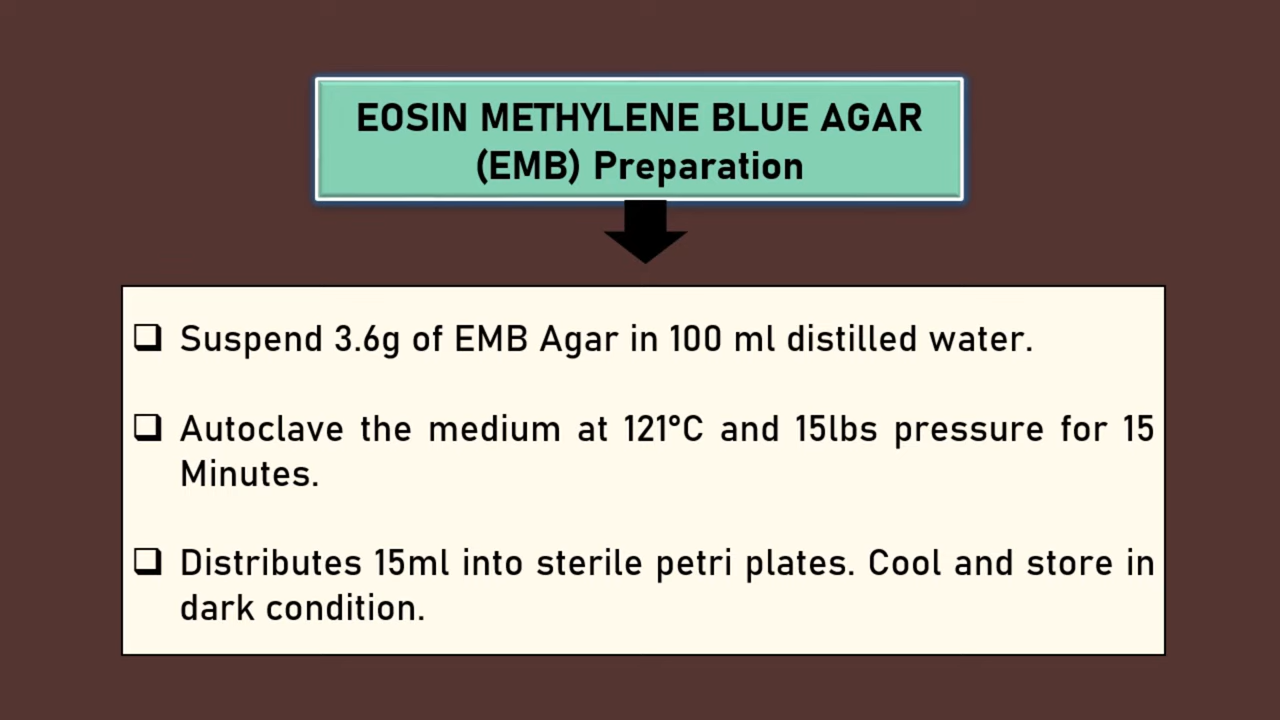 EOSIN METHYLENE BLUE AGAR
(EMB) Preparation
❑ Suspend 3.6g of EMB Agar in 100 ml distilled water.
❑ Autoclave the medium at 121°C and 15lbs pressure for 15
Minutes.
❑ Distributes 15ml into sterile petri plates. Cool and store in
dark condition.